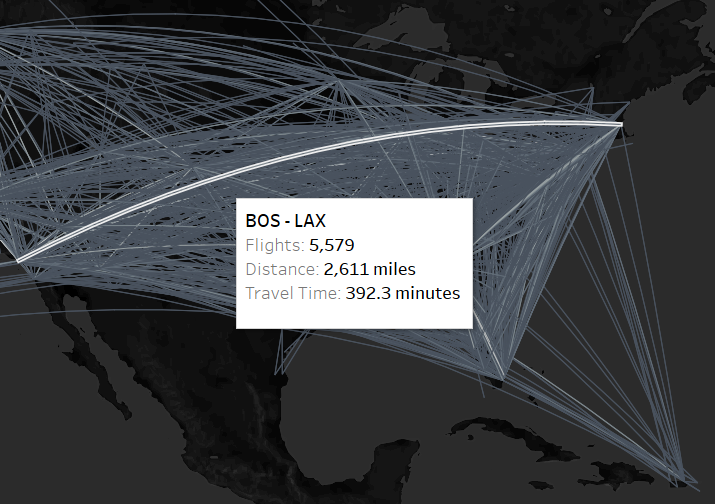 BOS - LAX
Flights: 5,579
Distance: 2,611 miles
Travel Time: 392.3 minutes